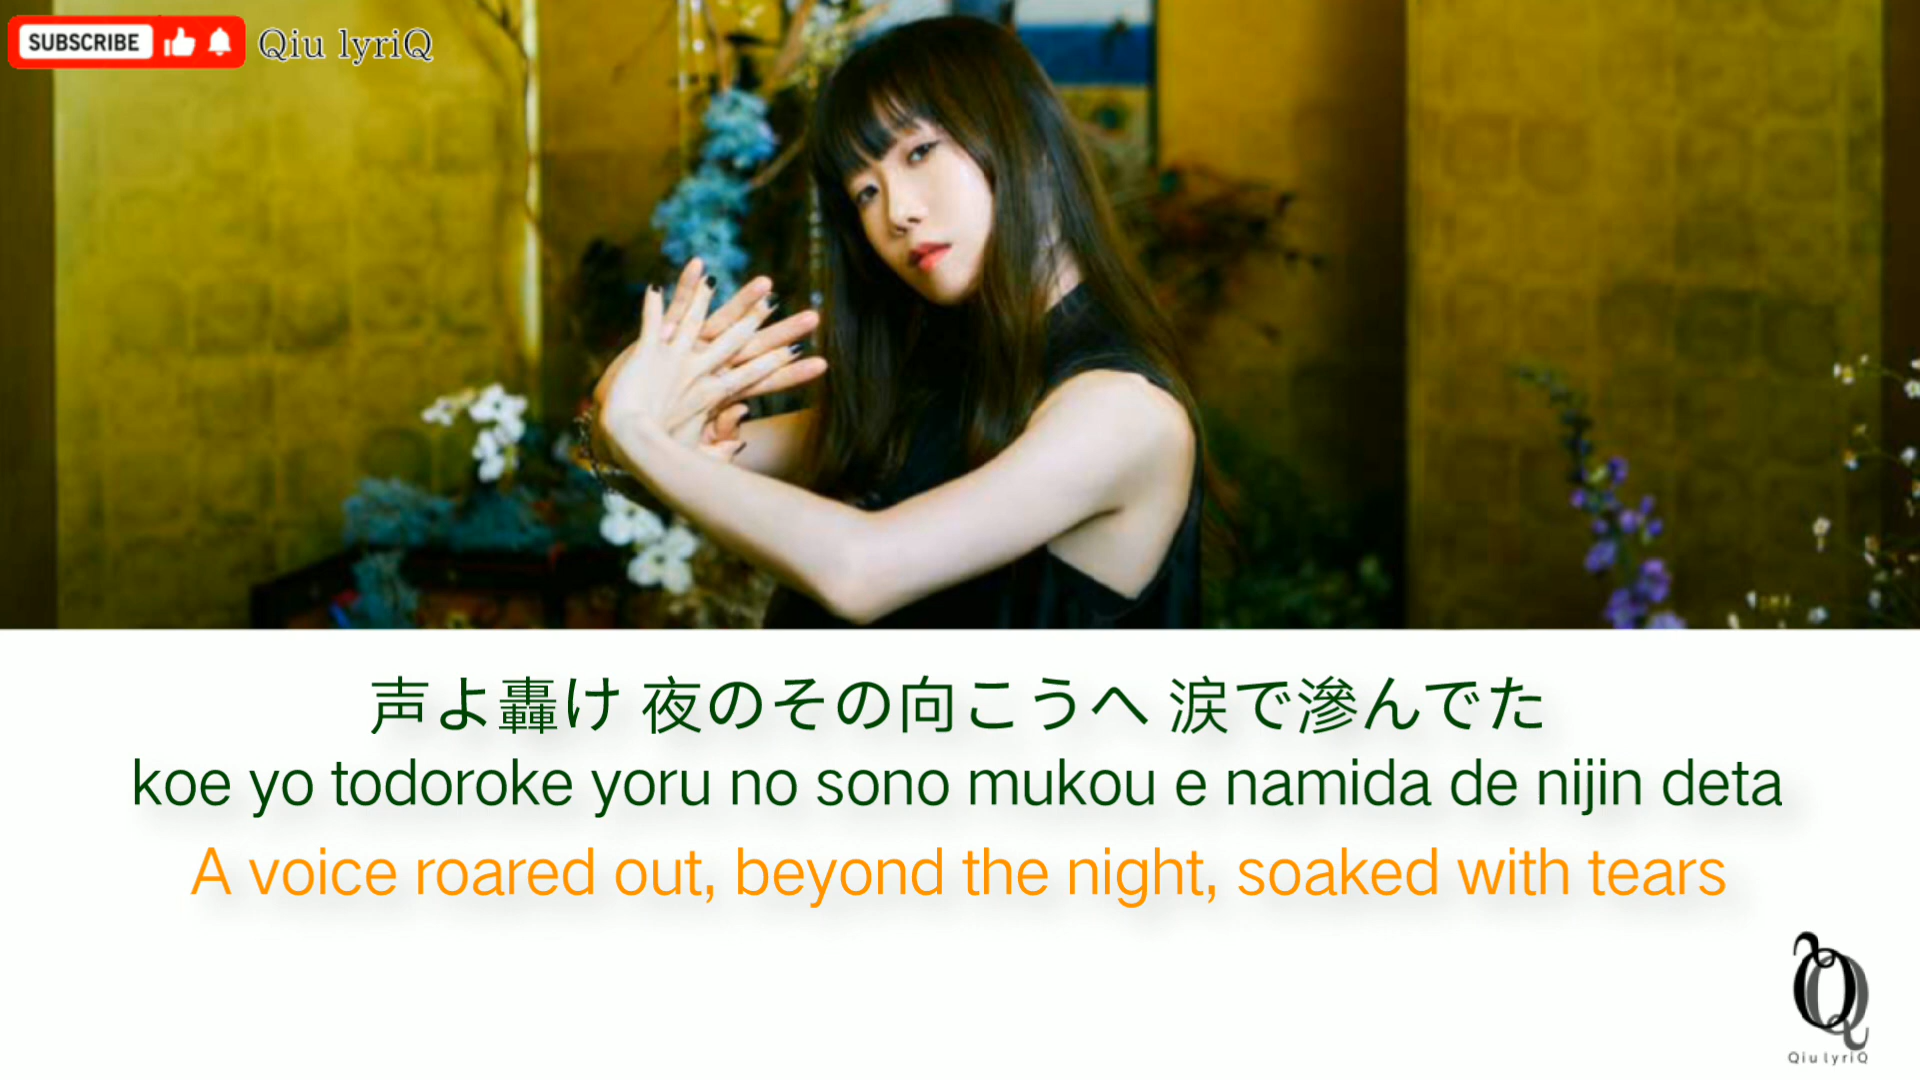 SUBSCRIBE Qiu lyriQ
声よ轟け 夜のその向こうへ 涙で滲んでた
koe yo todoroke yoru no sono mukou e namida de nijin deta
A voice roared out, beyond the night, soaked with tears
Qiu lyriQ